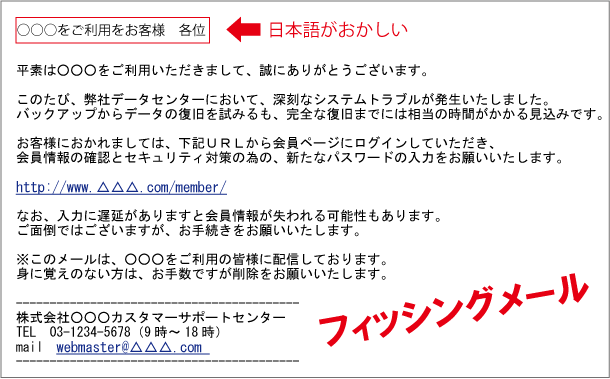 〇〇〇をご利用をお客様　各位
日本語がおかしい
平素は〇〇〇をご利用いただきまして、誠にありがとうございます。
このたび、弊社データセンターにおいて、深刻なシステムトラブルが発生いたしました。
バックアップからデータの復旧を試みるも、完全な復旧までには相当の時間がかかる見込みです。
お客様におかれましては、下記ＵＲＬから会員ページにログインしていただき、
会員情報の確認とセキュリティ対策の為の、新たなパスワードの入力をお願いいたします。
http://www.△△△.com/member/
なお、入力に遅延がありますと会員情報が失われる可能性もあります。
ご面倒ではございますが、お手続きをお願いいたします。
※このメールは、〇〇〇をご利用の皆様に配信しております。
身に覚えのない方は、お手数ですが削除をお願いいたします。
------------------------------------------
株式会社〇〇〇カスタマーサポートセンター
TEL　03-1234-5678（９時～18時）
mail　webmaster@△△△.com
------------------------------------------
フィッシングメール